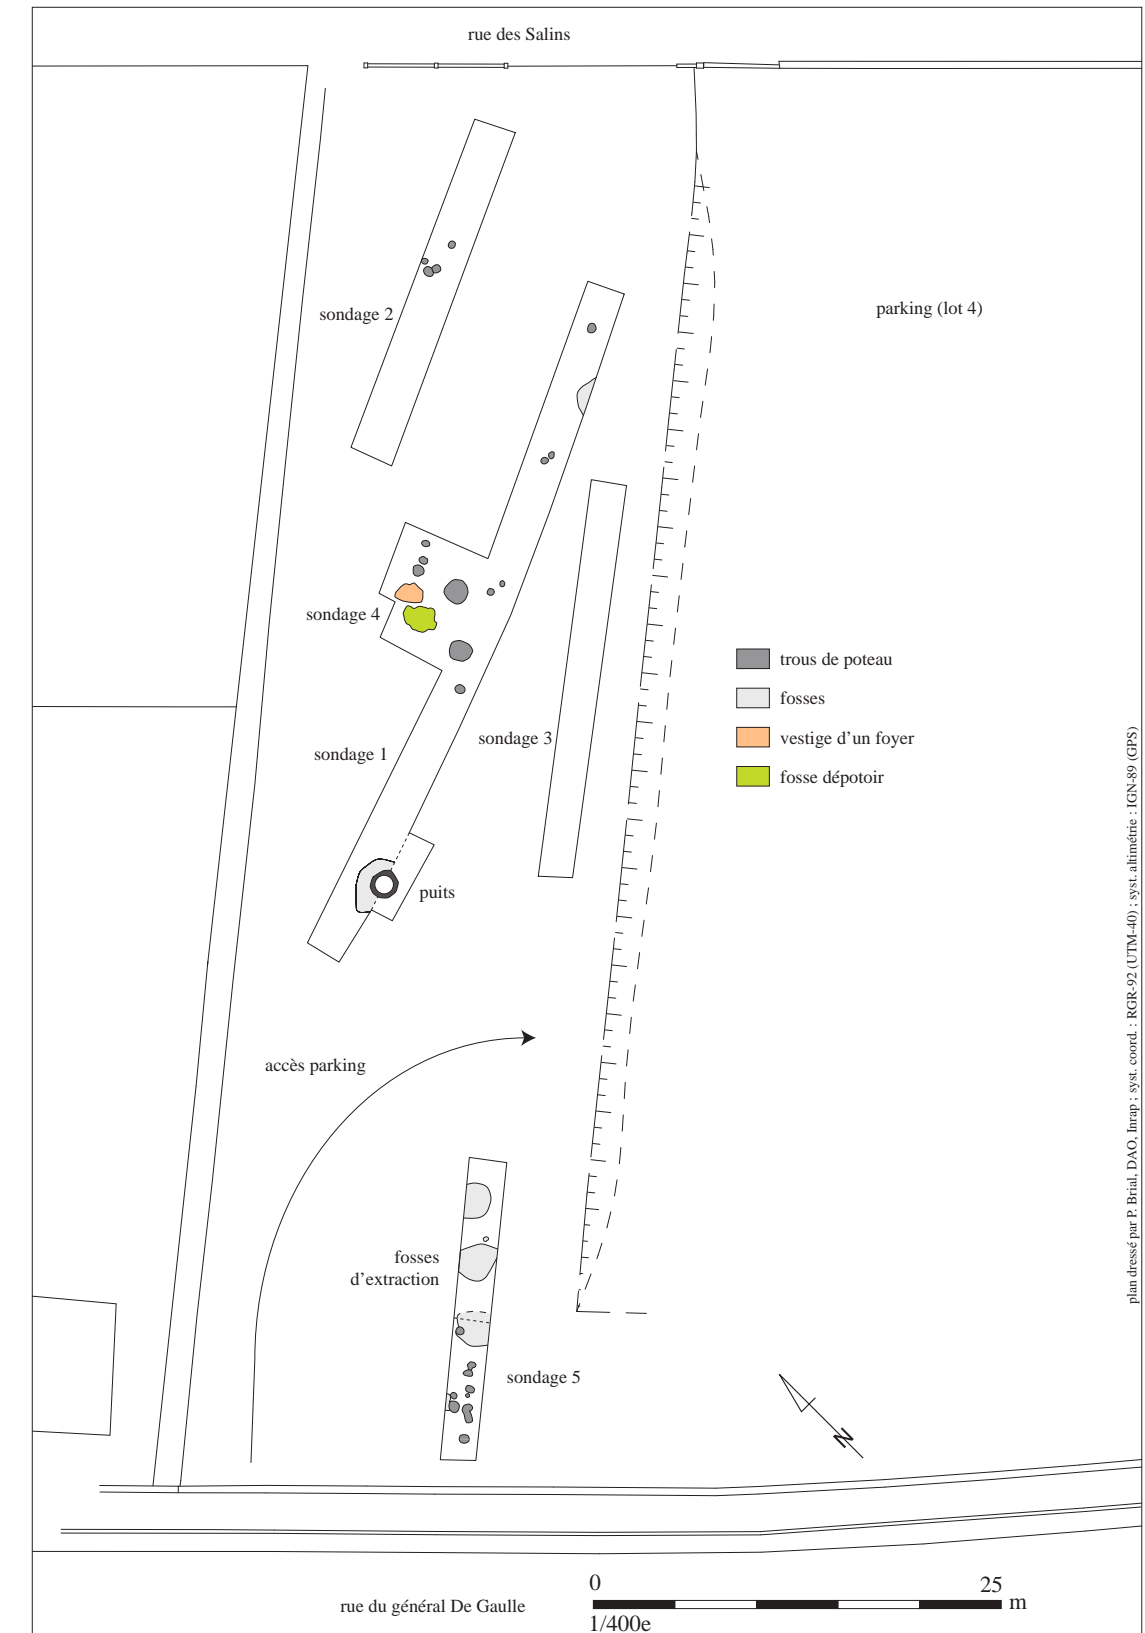 rue des Salins
sondage 2
parking (lot 4)
sondage 4
trous de poteau
fosses
sondage 3
vestige d'un foyer
sondage 1
fosse dépotoir
puits
accès parking
fosses
d'extraction
sondage 5
N
plan dressé par P. Brial, DAO, Inrap ; syst. coord. : RGR-92 (UTM-40) ; syst. altimétrie : IGN-89 (GPS)
0 25
m
rue du général De Gaulle
1/400e